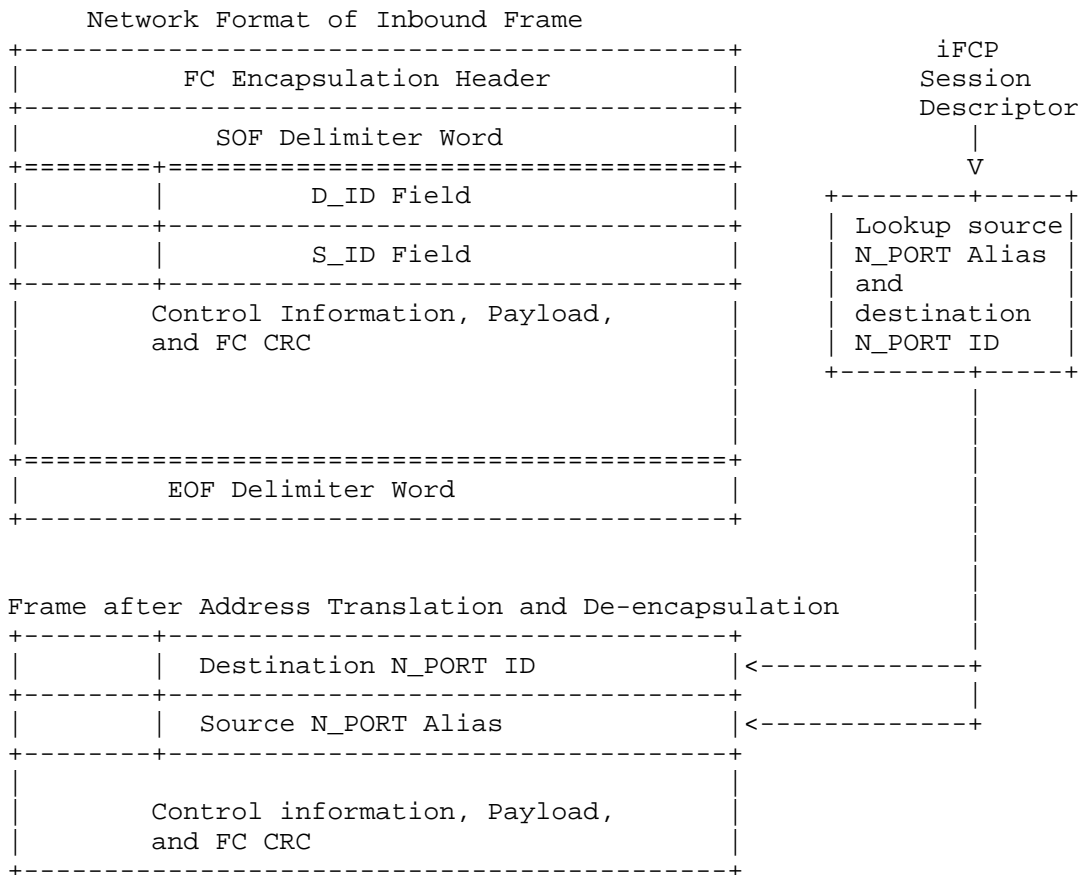 Network Format of Inbound Frame
iFCP
Session
Descriptor
FC Encapsulation Header
SOF Delimiter Word
D_ID Field
S_ID Field
Control Information, Payload,
and FC CRC
EOF Delimiter Word
V
Lookup source
N_PORT Alias
and
destination
N_PORT ID
Frame after Address Translation and De-encapsulation
Destination N_PORT ID
Source N_PORT Alias
Control information, Payload,
and FC CRC